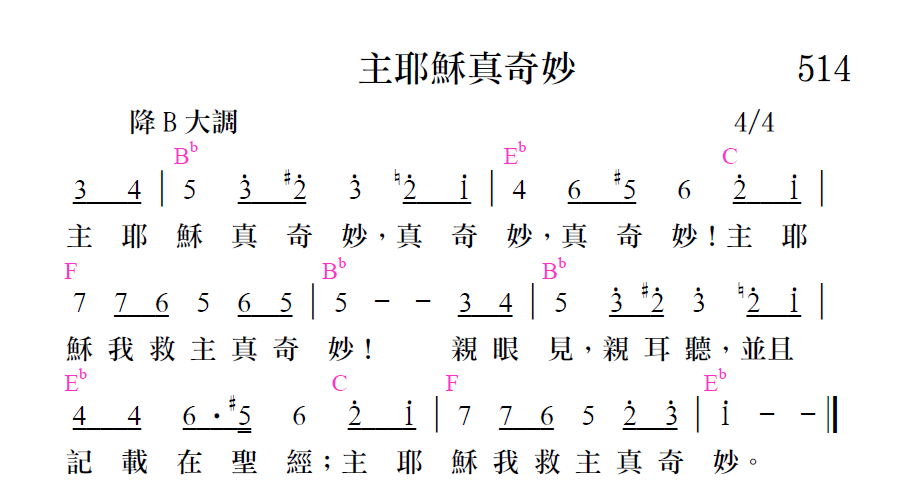 主耶穌真奇妙 514
降B大調 4/4
B♭ E♭ C
3 4 | 5 3̇ #2̇ 3̇ ♮2̇ 1̇ | 4 6 #5 6 2̇ 1̇ |
主耶穌真奇妙,真奇妙,真奇妙!主耶
F B♭ B♭
7 7 6 5 6 5 | 5 - - 3 4 | 5 3̇ #2̇ 3̇ ♮2̇ 1̇ |
穌我救主真奇妙! 親眼見,親耳聽,並且
E♭ C F E♭
4 4 6 · #5 6 2̇ 1̇ | 7 7 6 5 2̇ 3̇ | 1̇ - - ‖
記載在聖經;主耶穌我救主真奇妙。